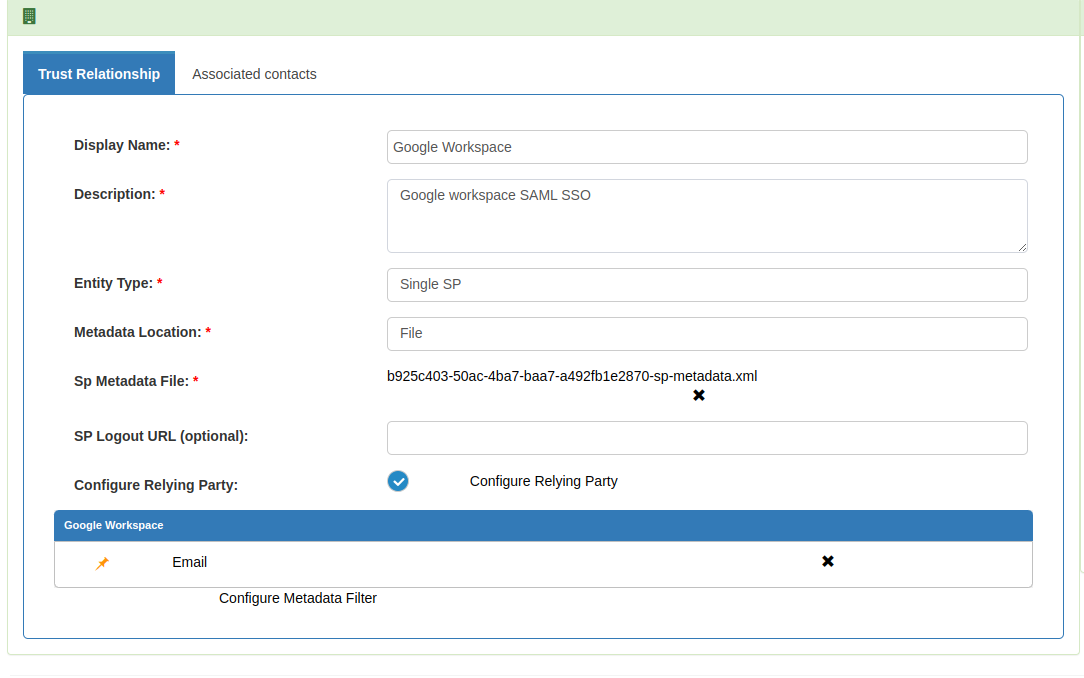 Trust Relationship Associated contacts
Display Name: * Google Workspace
Description: * Google workspace SAML SSO
Entity Type: * Single SP
Metadata Location: * File
Sp Metadata File: * b925c403-50ac-4ba7-baa7-a492fb1e2870-sp-metadata.xml
SP Logout URL (optional):
Configure Relying Party: Configure Relying Party
Google Workspace
Email
Configure Metadata Filter